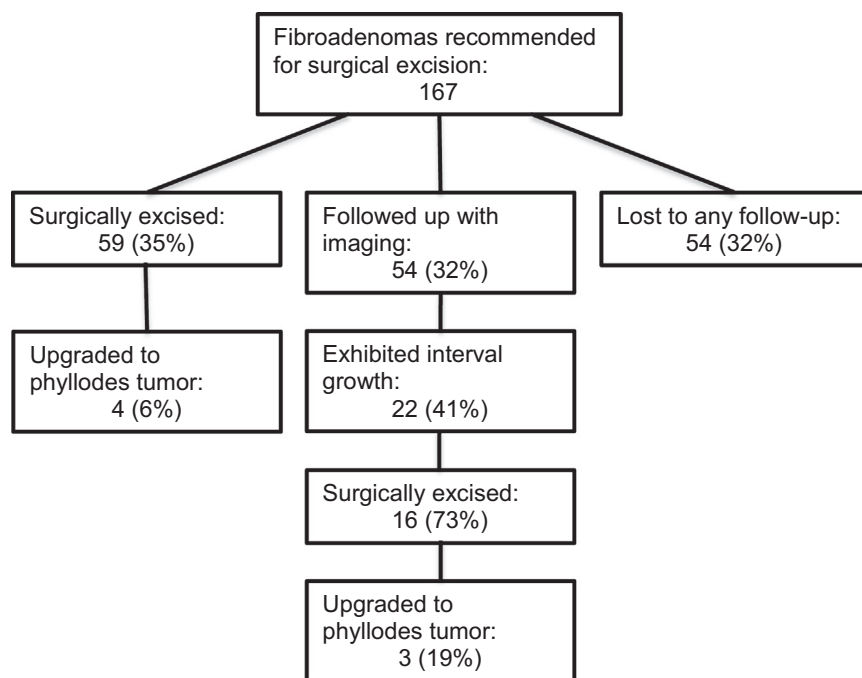 Fibroadenomas recommended
for surgical excision:
167
Surgically excised:
59 (35%)
Followed up with
imaging:
54 (32%)
Lost to any follow-up:
54 (32%)
Upgraded to
phyllodes tumor:
4 (6%)
Exhibited interval
growth:
22 (41%)
Surgically excised:
16 (73%)
Upgraded to
phyllodes tumor:
3 (19%)